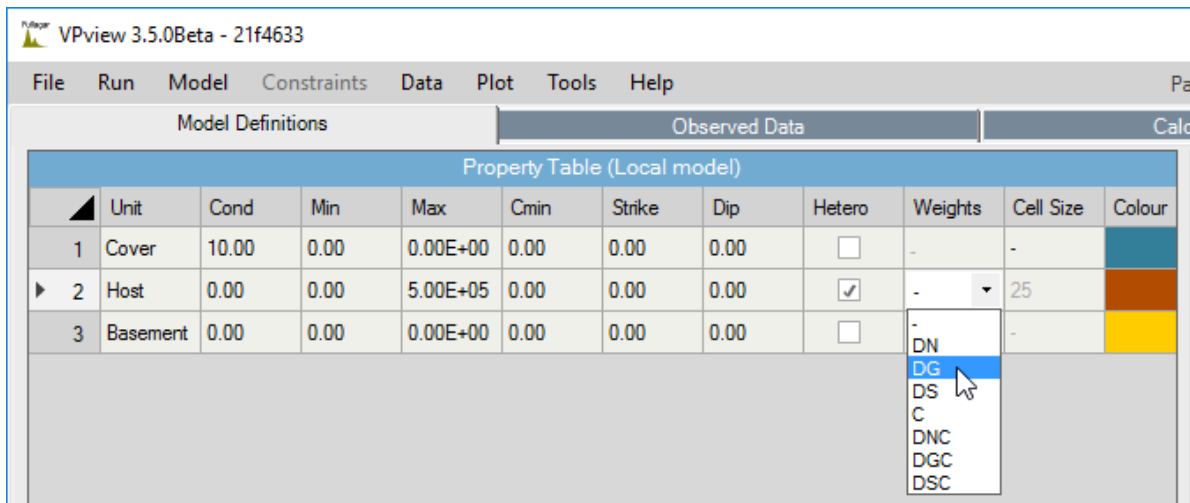 VPview 3.5.0Beta - 21f4633
File Run Model Constraints Data Plot Tools Help Pa
Model Definitions Observed Data Calc
Property Table (Local model)
Unit Cond Min Max Cmin Strike Dip Hetero Weights Cell Size Colour
1 Cover 10.00 0.00 0.00E+00 0.00 0.00 0.00 - -
2 Host 0.00 0.00 5.00E+05 0.00 0.00 0.00 - 25
3 Basement 0.00 0.00 0.00E+00 0.00 0.00 0.00 -
-
DN
DG
DS
C
DNC
DGC
DSC